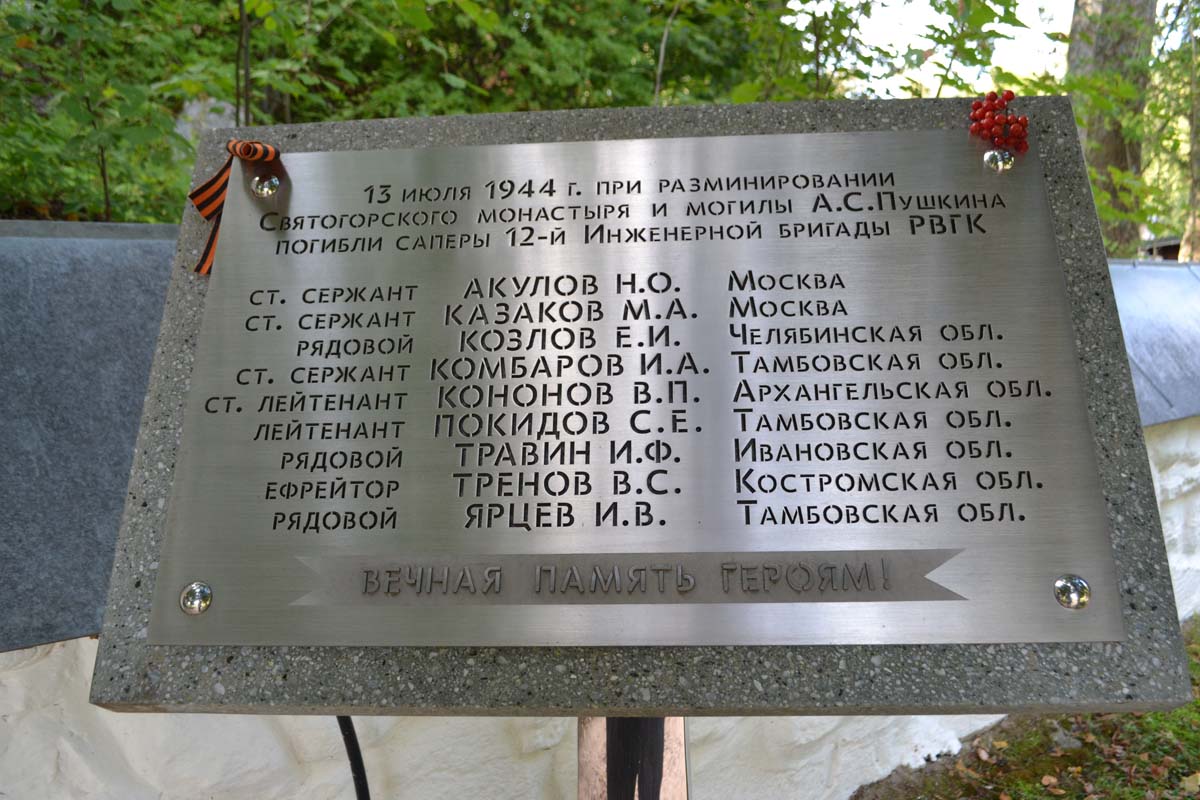 13 июля 1944 г. при разминировании
Святогорского монастыря и могилы А.С.Пушкина
погибли саперы 12-й Инженерной бригады РВГК
ст. сержант АКУЛОВ Н.О. Москва
ст. сержант КАЗАКОВ М.А. Москва
рядовой КОЗЛОВ Е.И. Челябинская обл.
ст. сержант КОМБАРОВ И.А. Тамбовская обл.
ст. лейтенант КОНОНОВ В.П. Архангельская обл.
лейтенант ПОКИДОВ С.Е. Тамбовская обл.
рядовой ТРАВИН И.Ф. Ивановская обл.
ефрейтор ТРЕНОВ В.С. Костромская обл.
рядовой ЯРЦЕВ И.В. Тамбовская обл.
ВЕЧНАЯ ПАМЯТЬ ГЕРОЯМ!